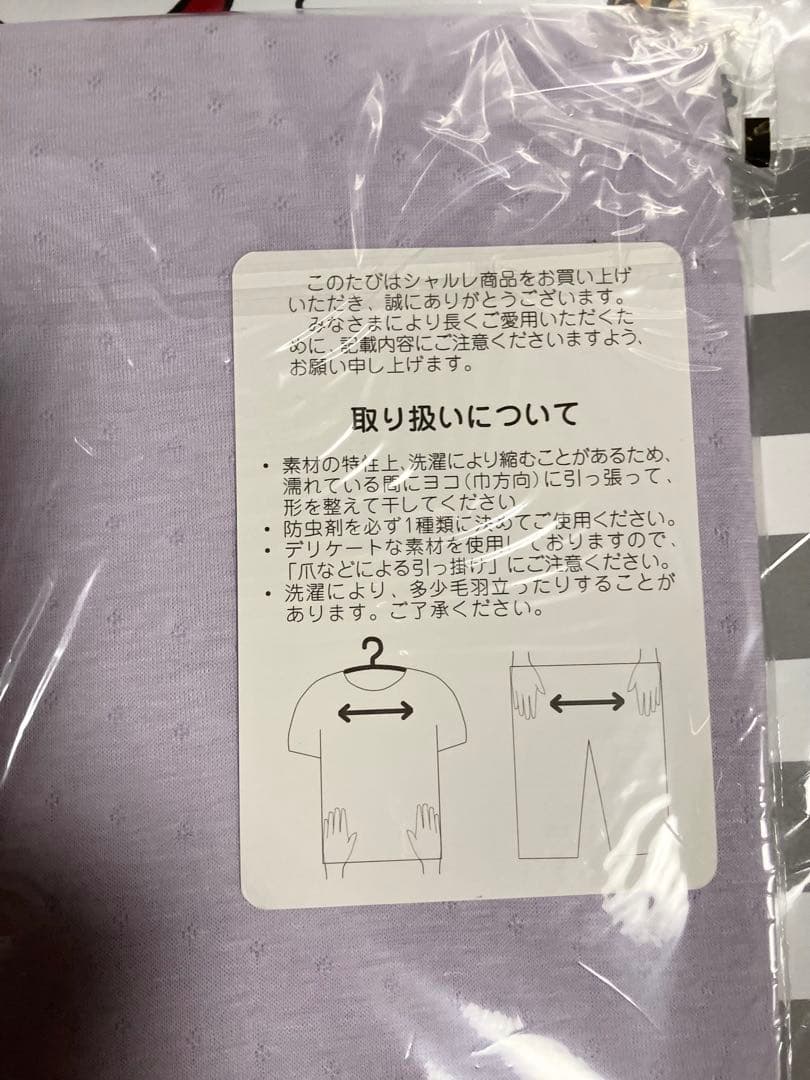 このたびはシャルレ商品をお買い上げ
いただき、誠にありがとうございます。
みなさまにより長くご愛用いただくた
めに、記載内容にご注意くださいますよう、
お願い申し上げます。
取り扱いについて
・素材の特性上、洗濯により縮むことがあるため、
濡れている間にヨコ(巾方向)に引っ張って、
形を整えて干してください
・防虫剤を必ず1種類に決めてご使用ください。
・デリケートな素材を使用しておりますので、
「爪などによる引っ掛け」にご注意ください。
・洗濯により、多少毛羽立ったりすることが
あります。ご了承ください。